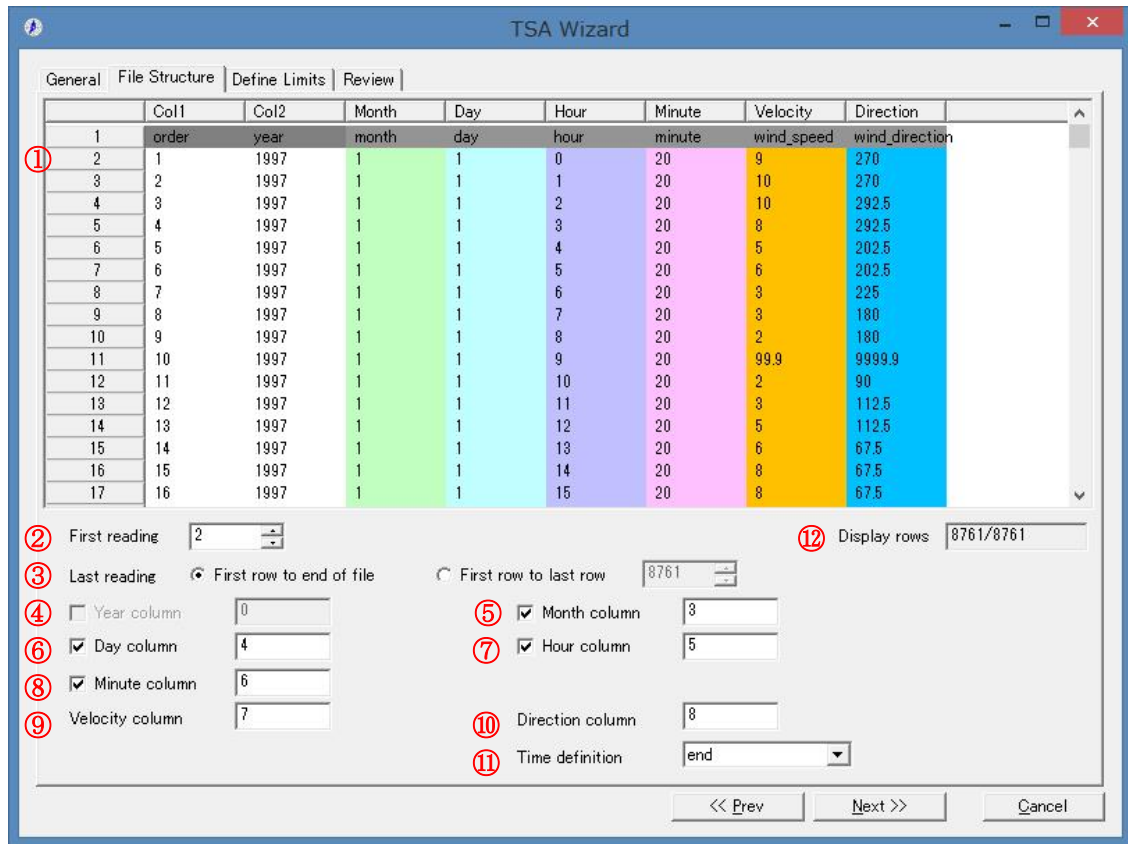 TSA Wizard
General File Structure Define Limits Review
Col1 Col2 Month Day Hour Minute Velocity Direction
1 order year month day hour minute wind_speed wind_direction
① 2 1 1997 1 1 0 20 9 270
3 2 1997 1 1 1 20 10 270
4 3 1997 1 1 2 20 10 292.5
5 4 1997 1 1 3 20 8 292.5
6 5 1997 1 1 4 20 5 202.5
7 6 1997 1 1 5 20 6 202.5
8 7 1997 1 1 6 20 3 225
9 8 1997 1 1 7 20 3 180
10 9 1997 1 1 8 20 2 180
11 10 1997 1 1 9 20 99.9 9999.9
12 11 1997 1 1 10 20 2 90
13 12 1997 1 1 11 20 3 112.5
14 13 1997 1 1 12 20 5 112.5
15 14 1997 1 1 13 20 6 67.5
16 15 1997 1 1 14 20 8 67.5
17 16 1997 1 1 15 20 8 67.5
② First reading 2 ⑫ Display rows 8761/8761
③ Last reading First row to end of file First row to last row 8761
④ Year column 0 ⑤ Month column 3
⑥ Day column 4 ⑦ Hour column 5
⑧ Minute column 6
⑨ Velocity column 7 ⑩ Direction column 8
⑪ Time definition end
<< Prev Next >> Cancel